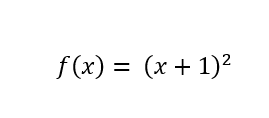 f(x) = (x + 1)²